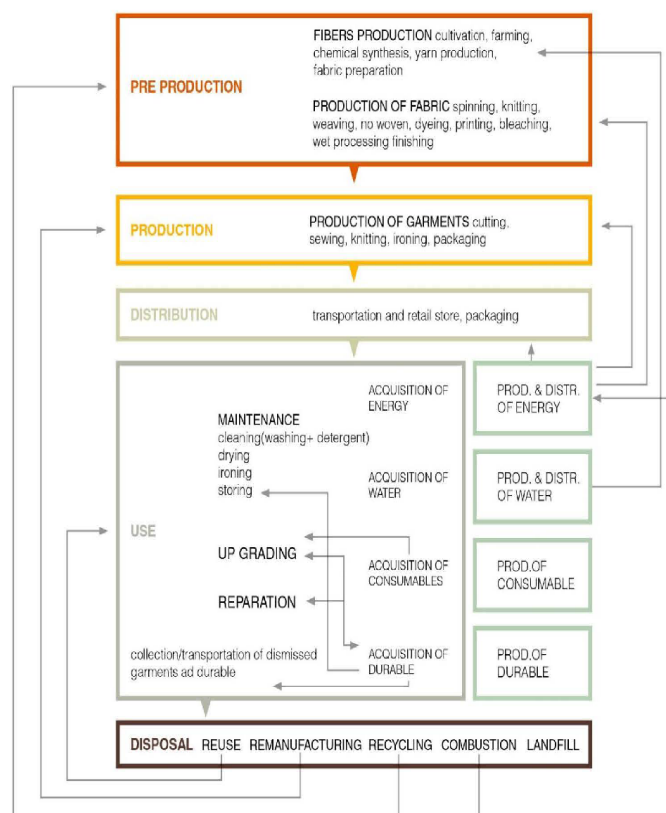 FIBERS PRODUCTION cultivation, farming,
chemical synthesis, yarn production,
fabric preparation
PRE PRODUCTION
PRODUCTION OF FABRIC spinning, knitting,
weaving, no woven, dyeing, printing, bleaching,
wet processing finishing
PRODUCTION
PRODUCTION OF GARMENTS cutting,
sewing, knitting, ironing, packaging
DISTRIBUTION
transportation and retail store, packaging
USE
MAINTENANCE
cleaning(washing+ detergent)
drying
ironing
storing
UP GRADING
REPARATION
collection/transportation of dismissed
garments ad durable
ACQUISITION OF
ENERGY
ACQUISITION OF
WATER
ACQUISITION OF
CONSUMABLES
ACQUISITION OF
DURABLE
PROD. & DISTR.
OF ENERGY
PROD. & DISTR.
OF WATER
PROD.OF
CONSUMABLE
PROD.OF
DURABLE
DISPOSAL REUSE REMANUFACTURING RECYCLING COMBUSTION LANDFILL